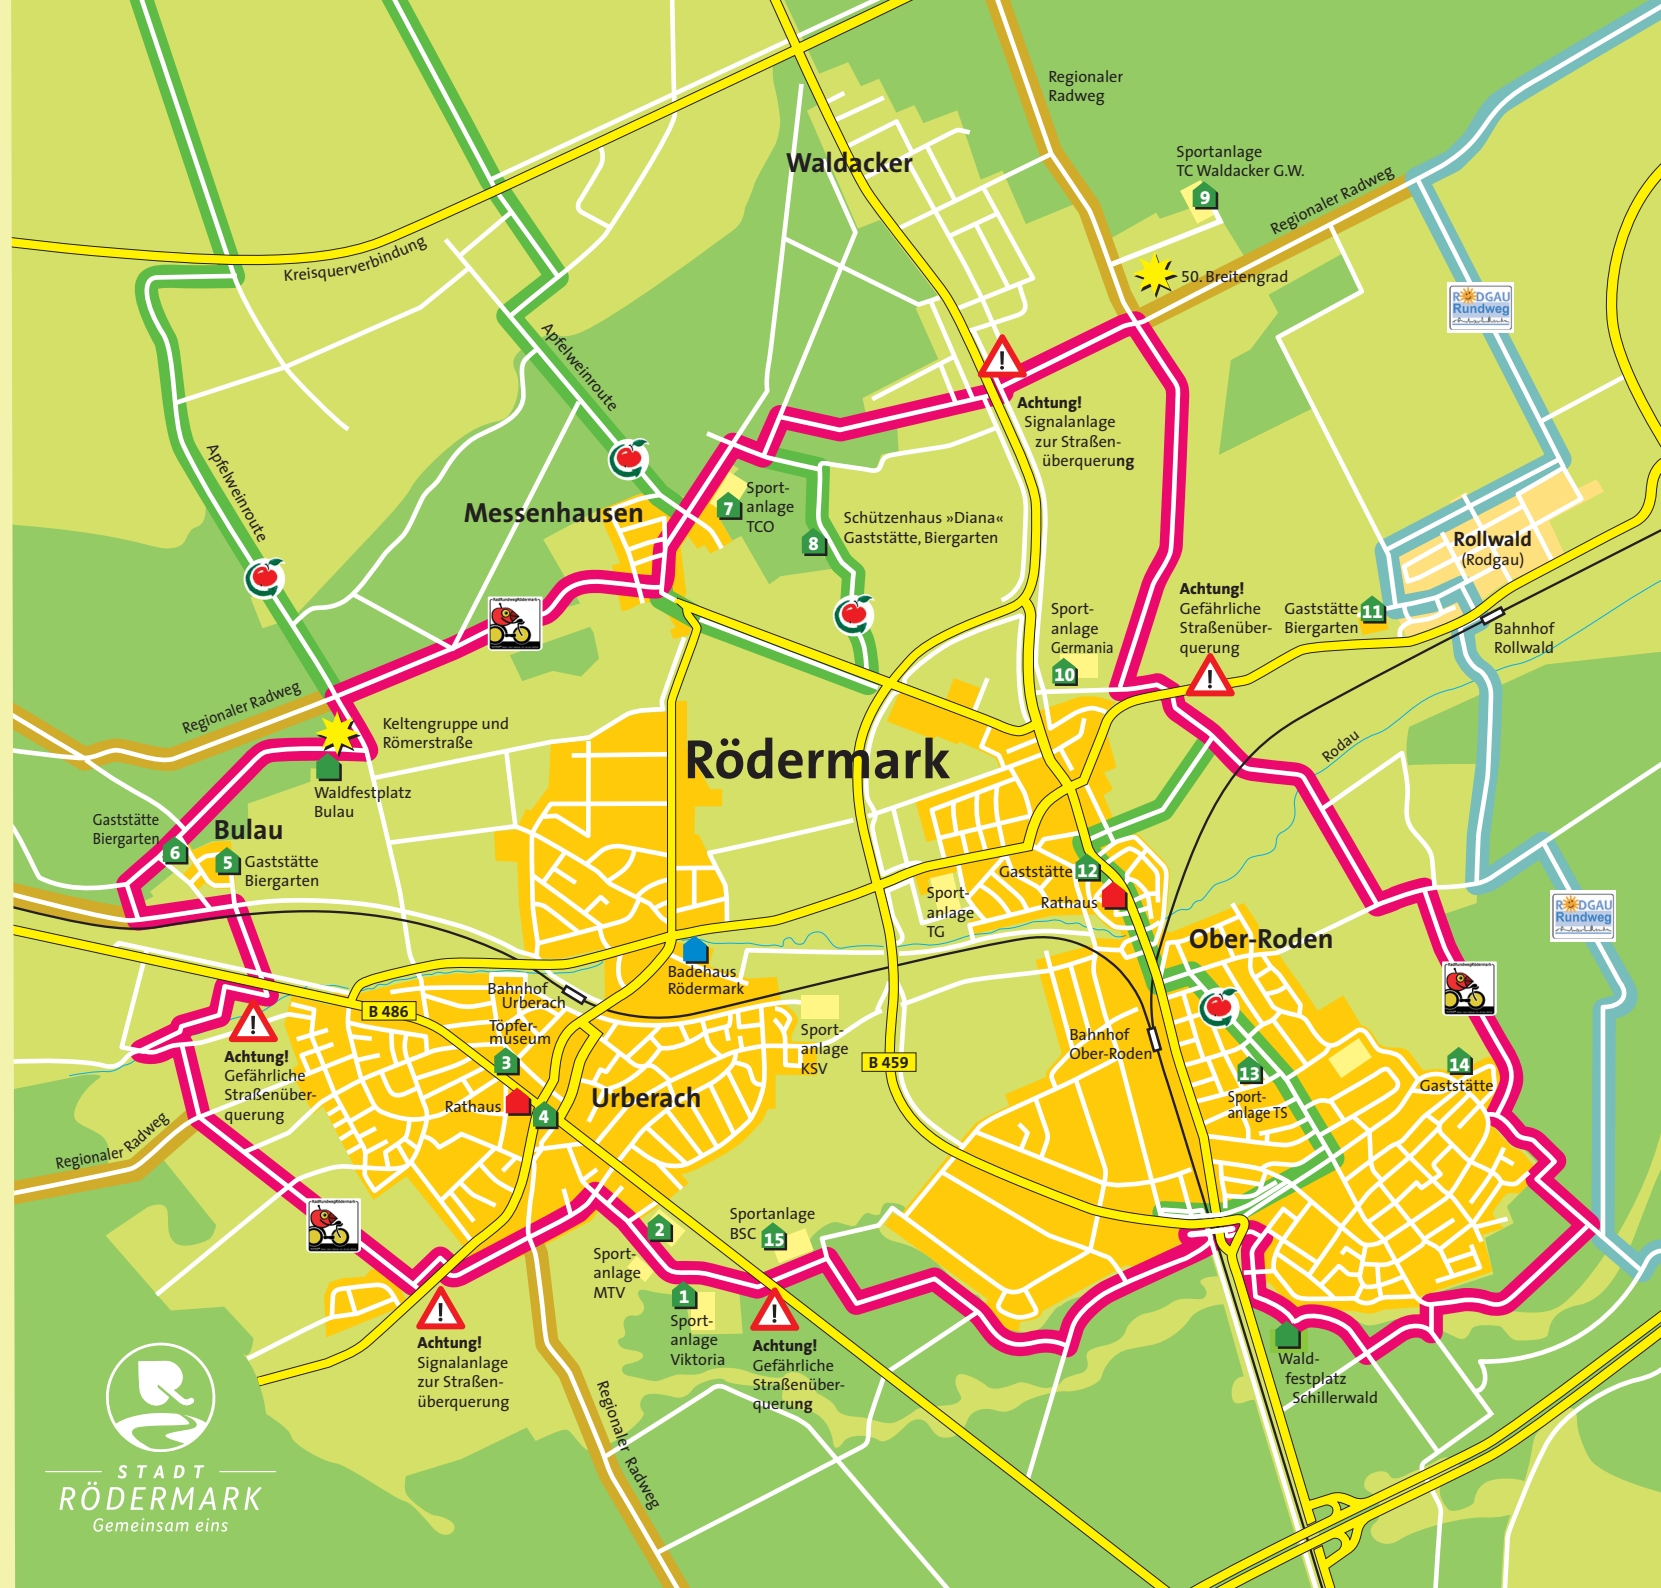 Regionaler
Radweg
Waldacker
Sportanlage
TC Waldacker G.W.
9
Regionaler Radweg
Kreisquerverbindung
50. Breitengrad
RODGAU
Rundweg
Apfelweinroute
!
Achtung!
Signalanlage
zur Straßen-
überquerung
Apfelweinroute
Messenhausen
7
Sport-
anlage
TCO
8
Schützenhaus »Diana«
Gaststätte, Biergarten
Rollwald
(Rodgau)
Achtung!
Gefährliche
Straßenüber-
querung
!
Gaststätte
Biergarten
11
Sport-
anlage
Germania
10
Bahnhof
Rollwald
Regionaler Radweg
Keltengruppe und
Römerstraße
Rödermark
Rodau
Waldfestplatz
Bulau
Gaststätte
Biergarten
6
Bulau
5
Gaststätte
Biergarten
Gaststätte
12
Rathaus
Sport-
anlage
TG
Ober-Roden
RODGAU
Rundweg
Badehaus
Rödermark
Bahnhof
Urberach
B 486
Töpfer-
museum
3
Sport-
anlage
KSV
B 459
Bahnhof
Ober-Roden
!
Achtung!
Gefährliche
Straßenüber-
querung
13
Sport-
anlage TS
14
Gaststätte
Rathaus
4
Urberach
Regionaler Radweg
2
Sport-
anlage
MTV
Sportanlage
BSC
15
1
Sport-
anlage
Viktoria
!
Achtung!
Signalanlage
zur Straßen-
überquerung
!
Achtung!
Gefährliche
Straßenüber-
querung
Wald-
festplatz
Schillerwald
Regionaler Radweg
STADT
RÖDERMARK
Gemeinsam eins